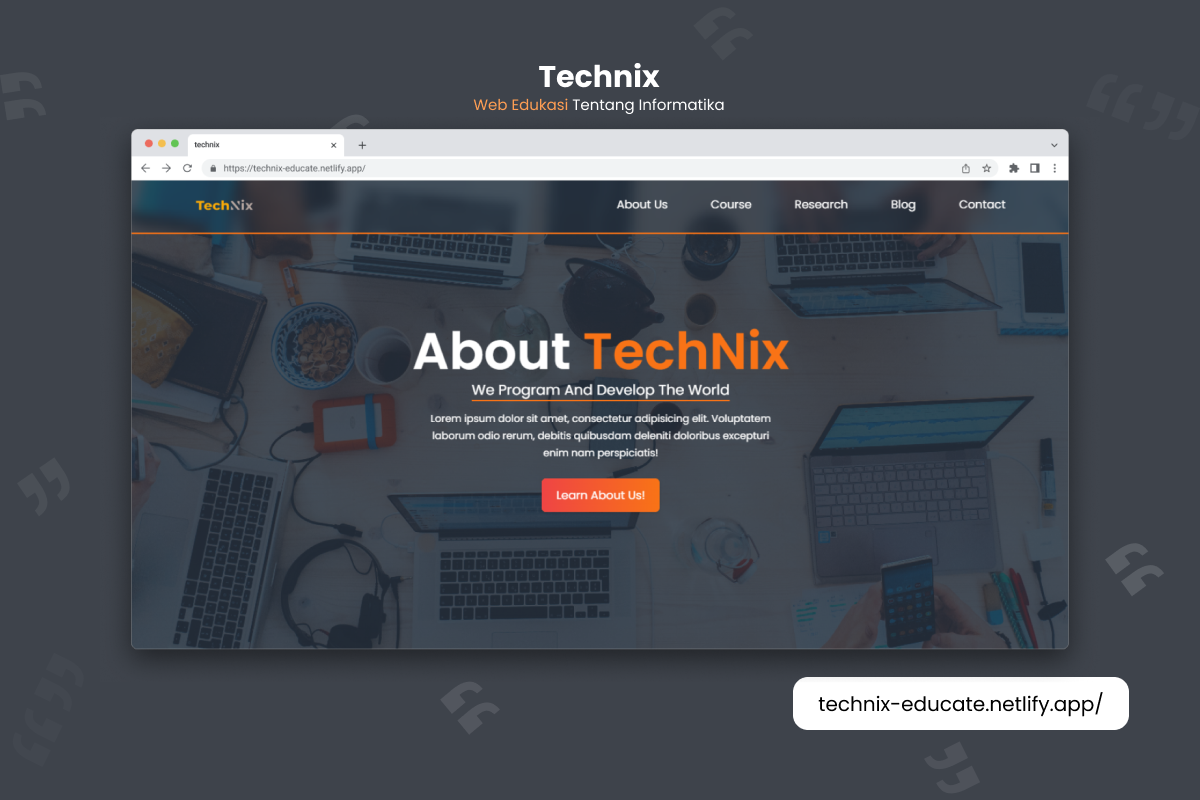 Technix
Web Edukasi Tentang Informatika
technix
https://technix-educate.netlify.app/
TechNix
About Us
Course
Research
Blog
Contact
About TechNix
We Program And Develop The World
Lorem ipsum dolor sit amet, consectetur adipisicing elit. Voluptatem
laborum odio rerum, debitis quibusdam deleniti doloribus excepturi
enim nam perspiciatis!
Learn About Us!
technix-educate.netlify.app/